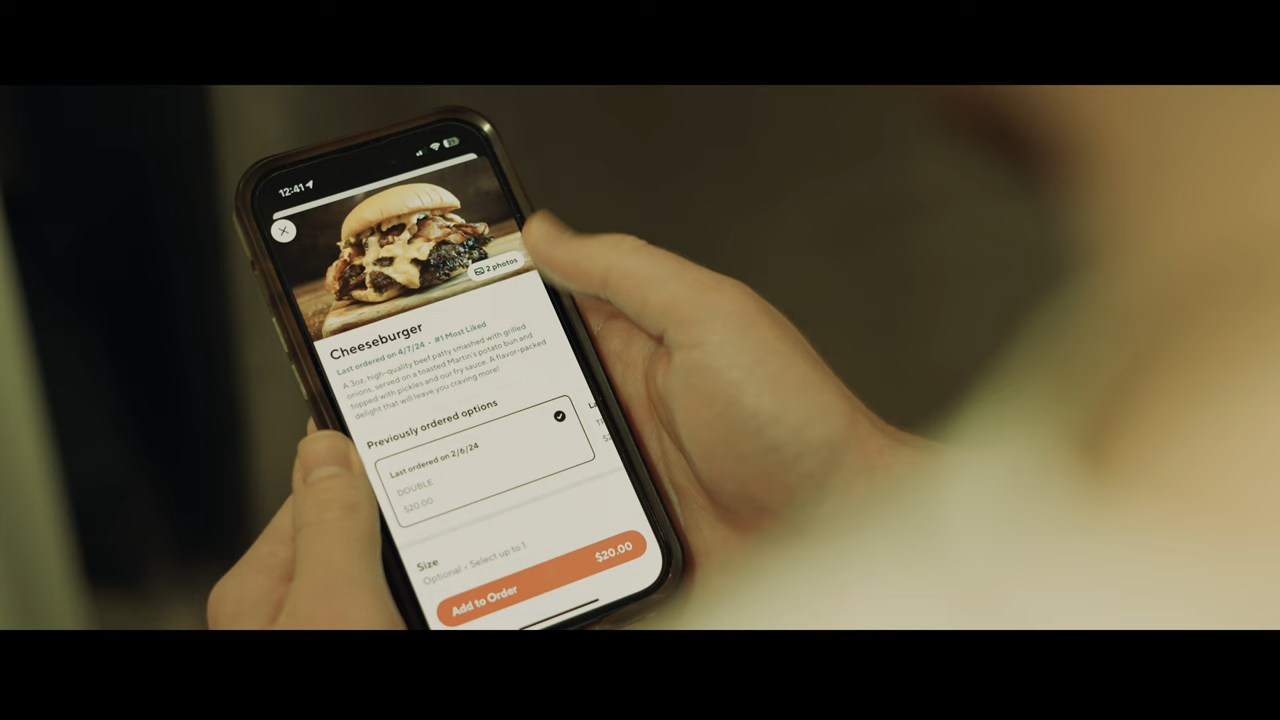 12:41
2 photos
Cheeseburger
Last ordered on 4/7/24 • #1 Most Liked
A 3oz, high-quality beef patty smashed with grilled
onions, served on a toasted Martin's potato bun and
topped with pickles and our fry sauce. A flavor-packed
delight that will leave you craving more!
Previously ordered options
Last ordered on 2/6/24
DOUBLE
$20.00
Size
Optional • Select up to 1
Add to Order $20.00